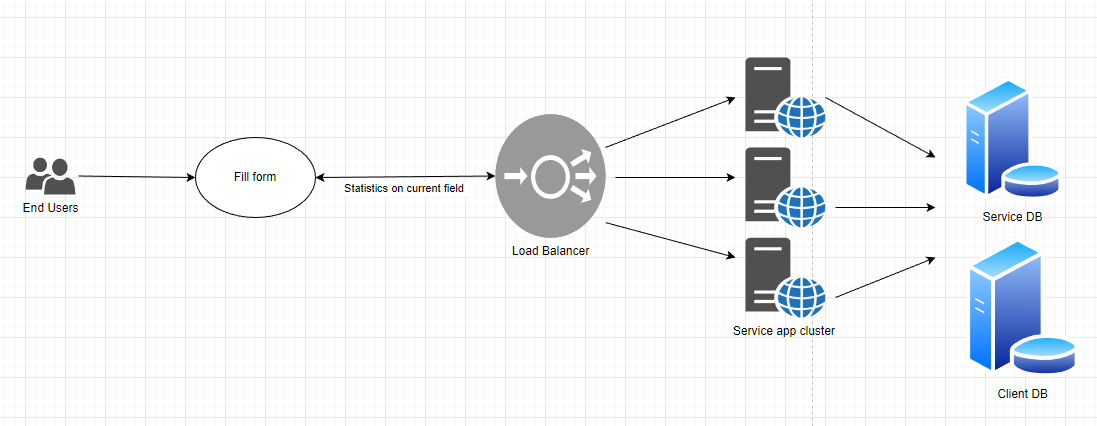 End Users
Fill form
Statistics on current field
Load Balancer
Service app cluster
Service DB
Client DB